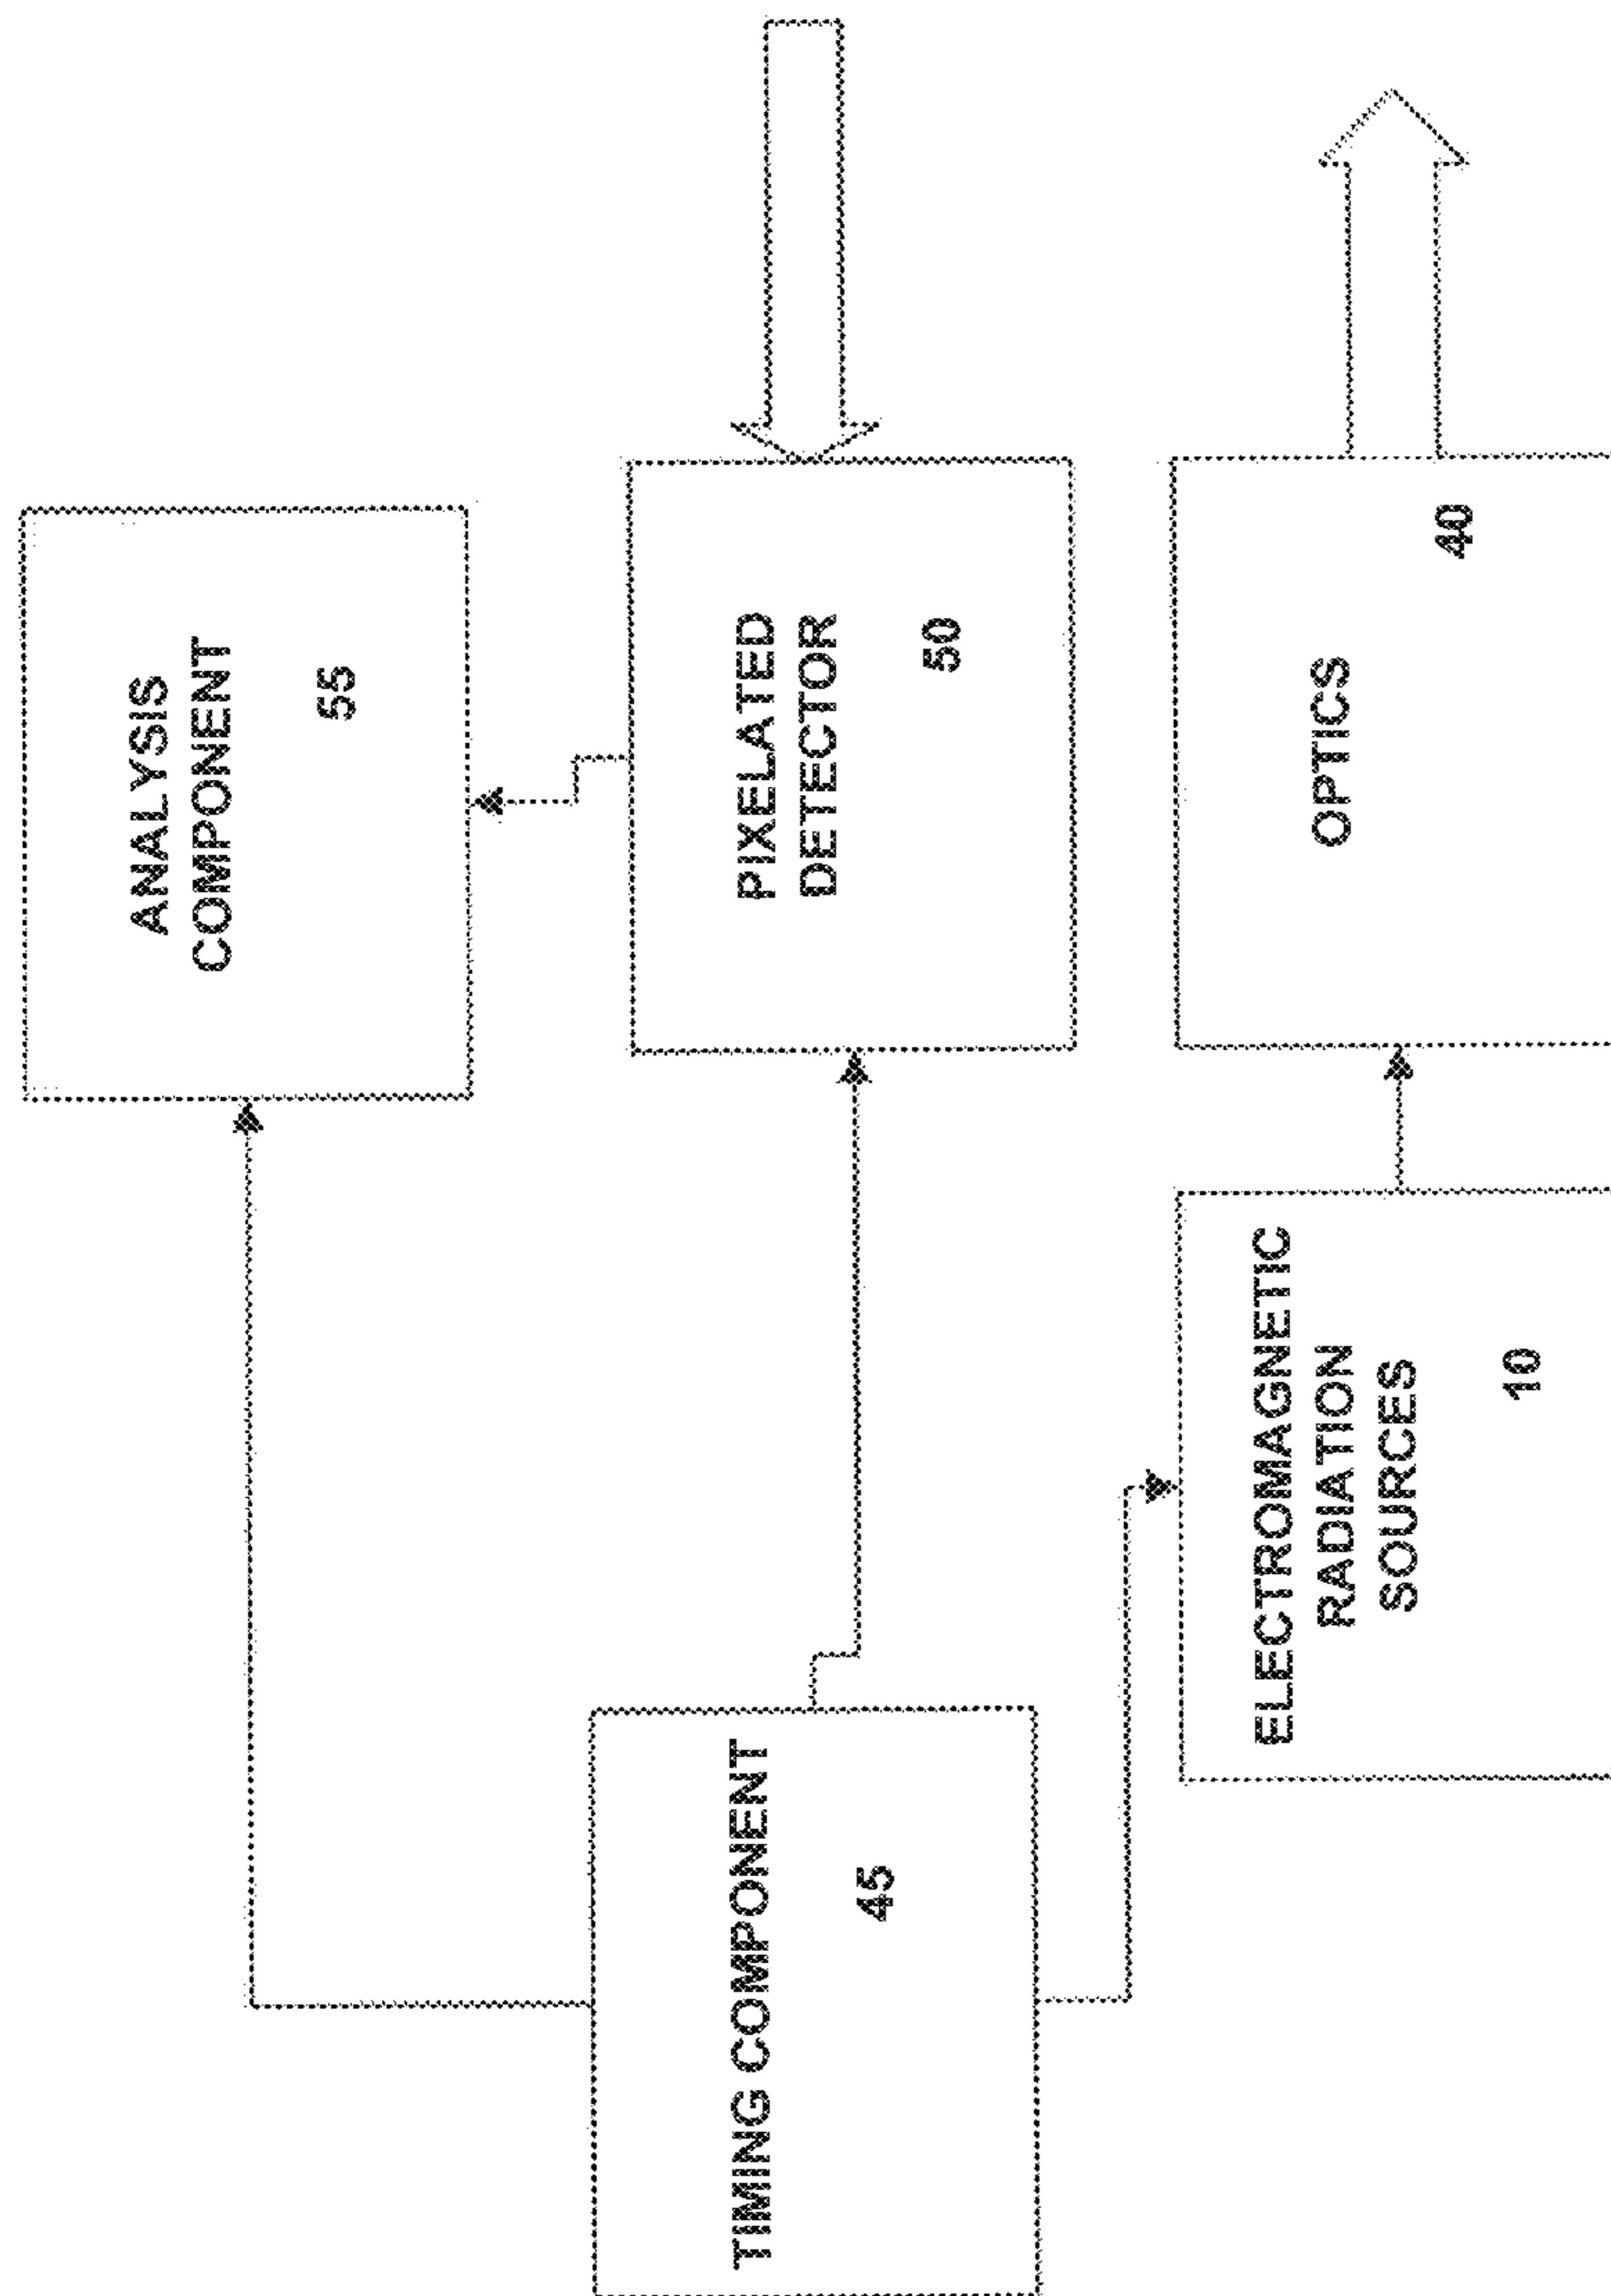 ANALYSIS
COMPONENT
55
PIXELATED
DETECTOR
50
TIMING COMPONENT
45
OPTICS
40
ELECTROMAGNETIC
RADIATION
SOURCES
10